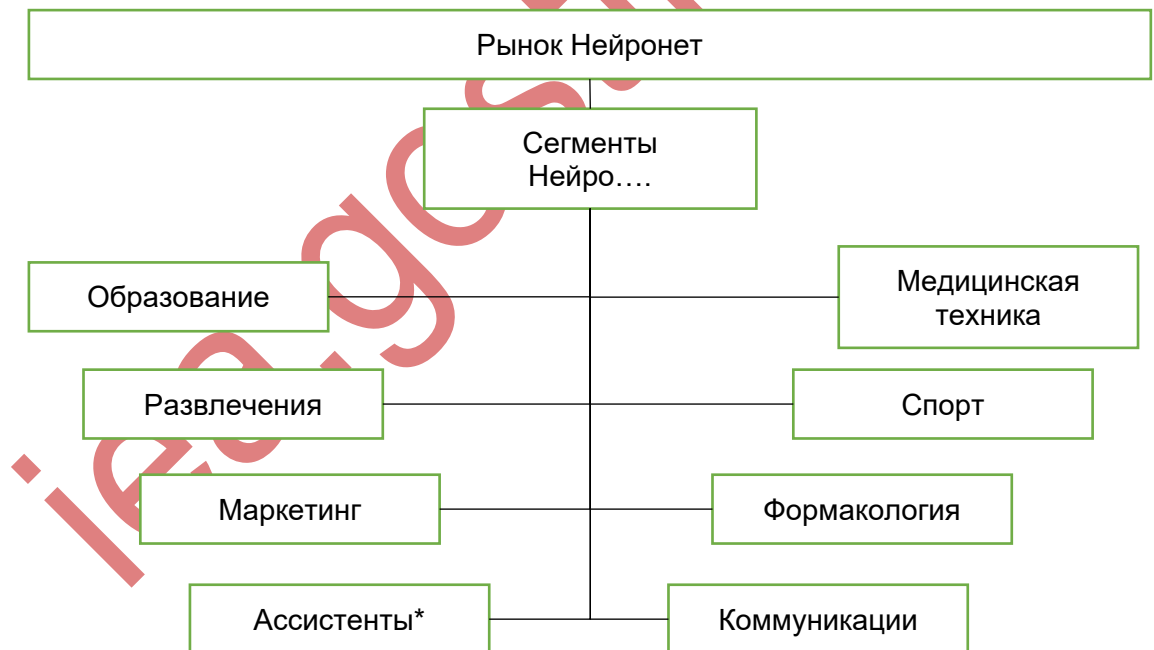 Рынок Нейронет
Сегменты
Нейро….
Образование
Медицинская
техника
Развлечения
Спорт
Маркетинг
Формакология
Ассистенты*
Коммуникации